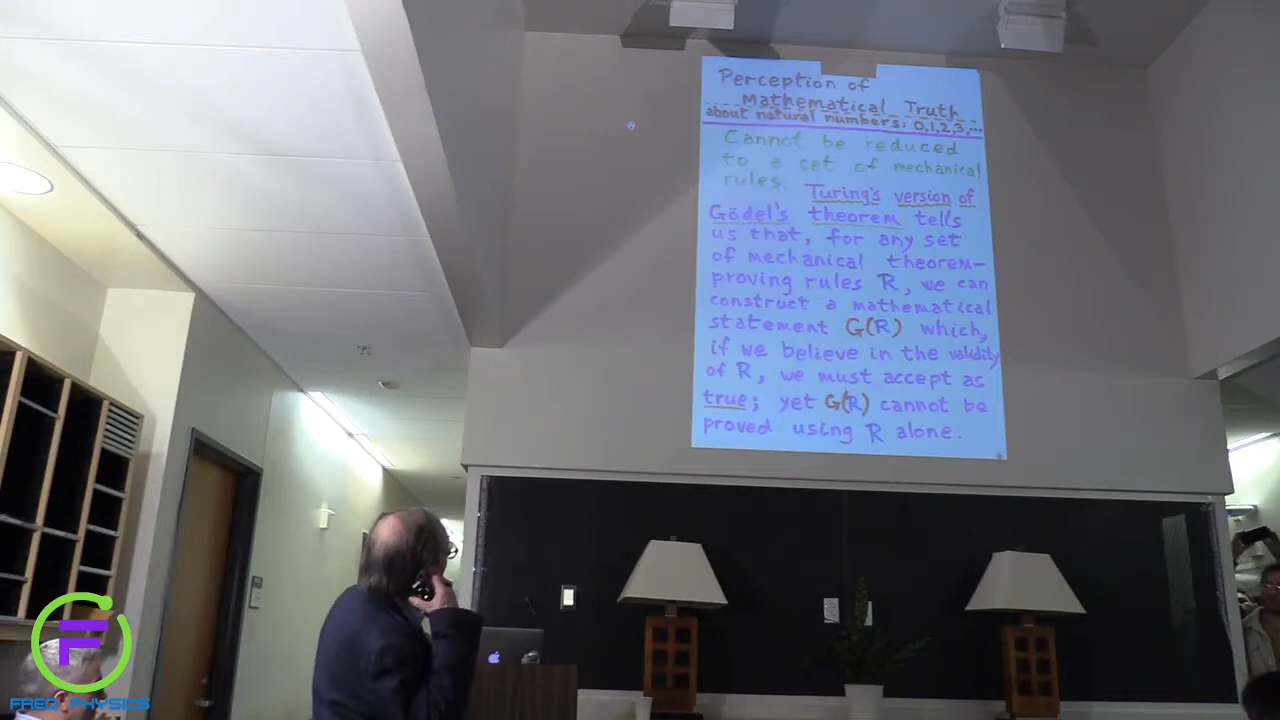 Perception of
Mathematical Truth
about natural numbers: 0,1,2,3,...
Cannot be reduced
to a set of mechanical
rules. Turing's version of
Gödel's theorem tells
us that, for any set
of mechanical theorem-
proving rules R, we can
construct a mathematical
statement G(R) which,
if we believe in the validity
of R, we must accept as
true; yet G(R) cannot be
proved using R alone.
F
FREQ PHYSICS